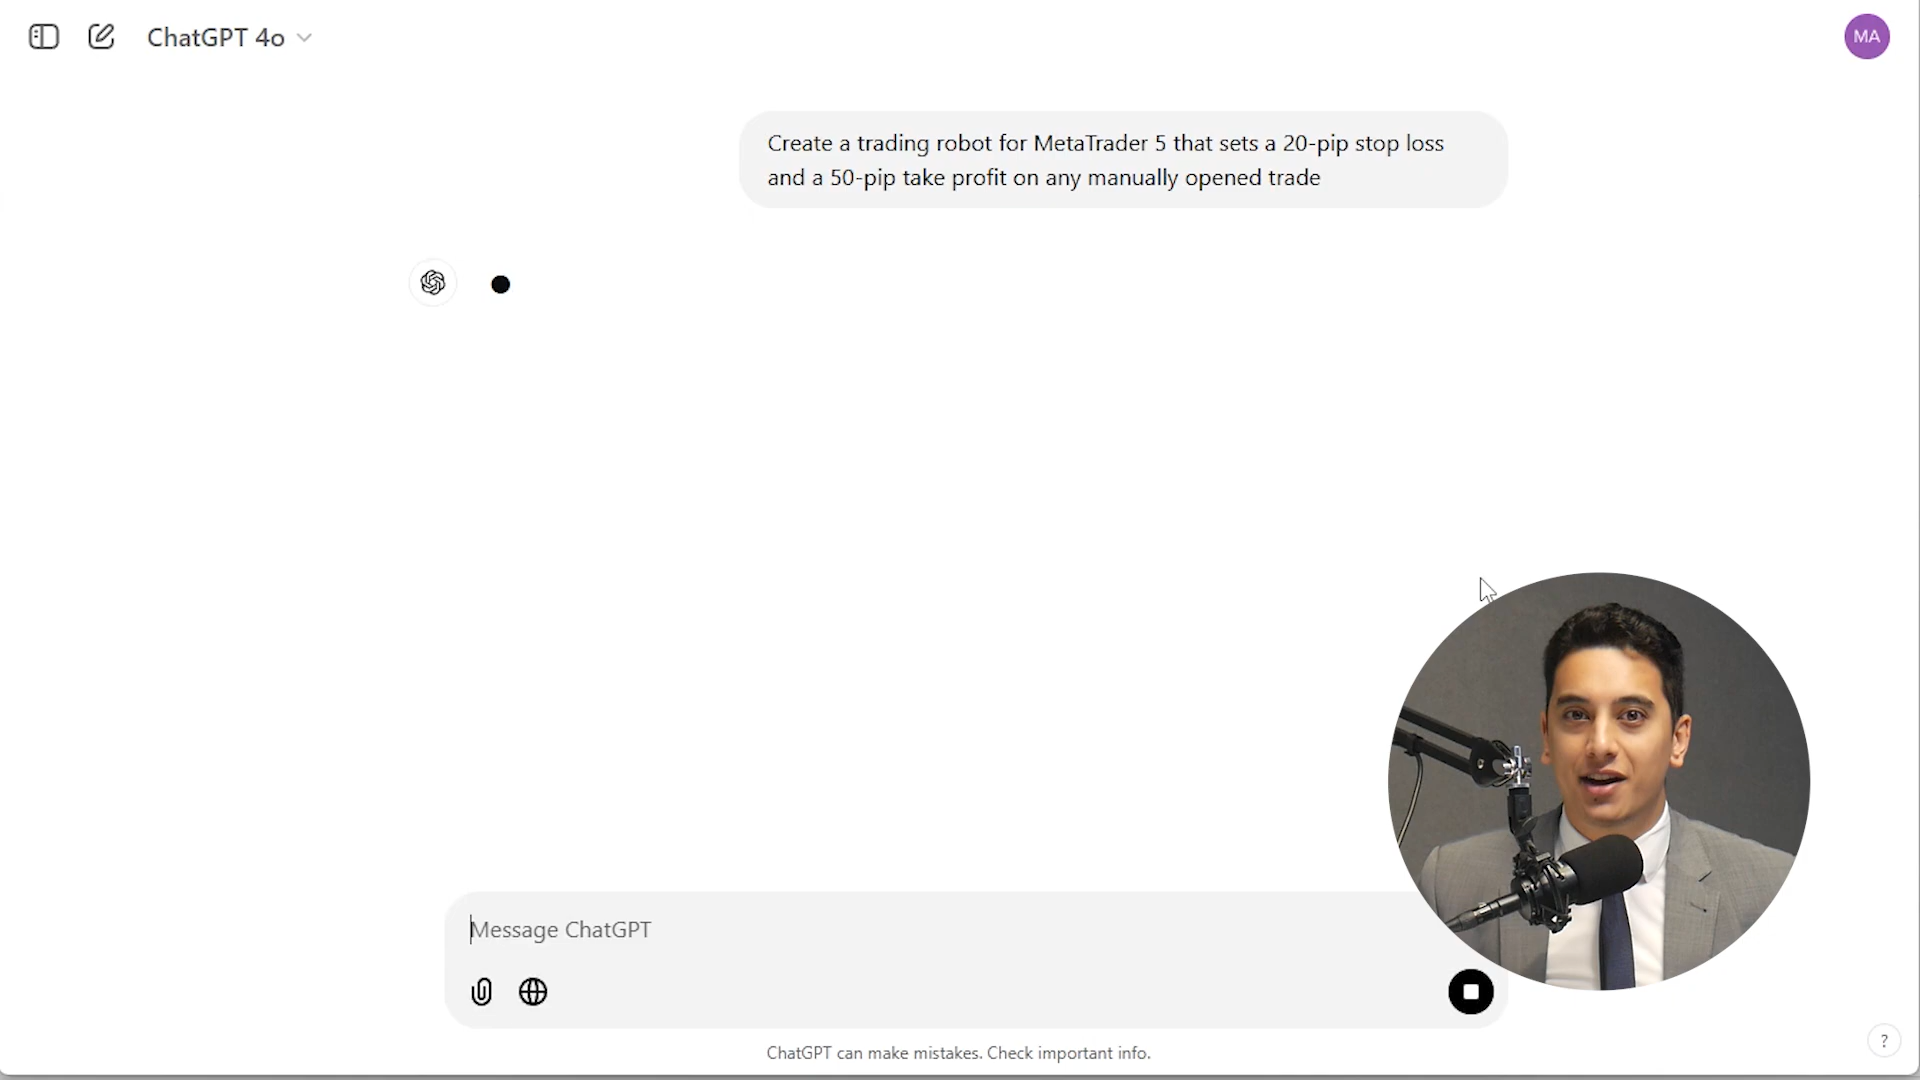 ChatGPT 4o
MA
Create a trading robot for MetaTrader 5 that sets a 20-pip stop loss
and a 50-pip take profit on any manually opened trade
Message ChatGPT
ChatGPT can make mistakes. Check important info.
?